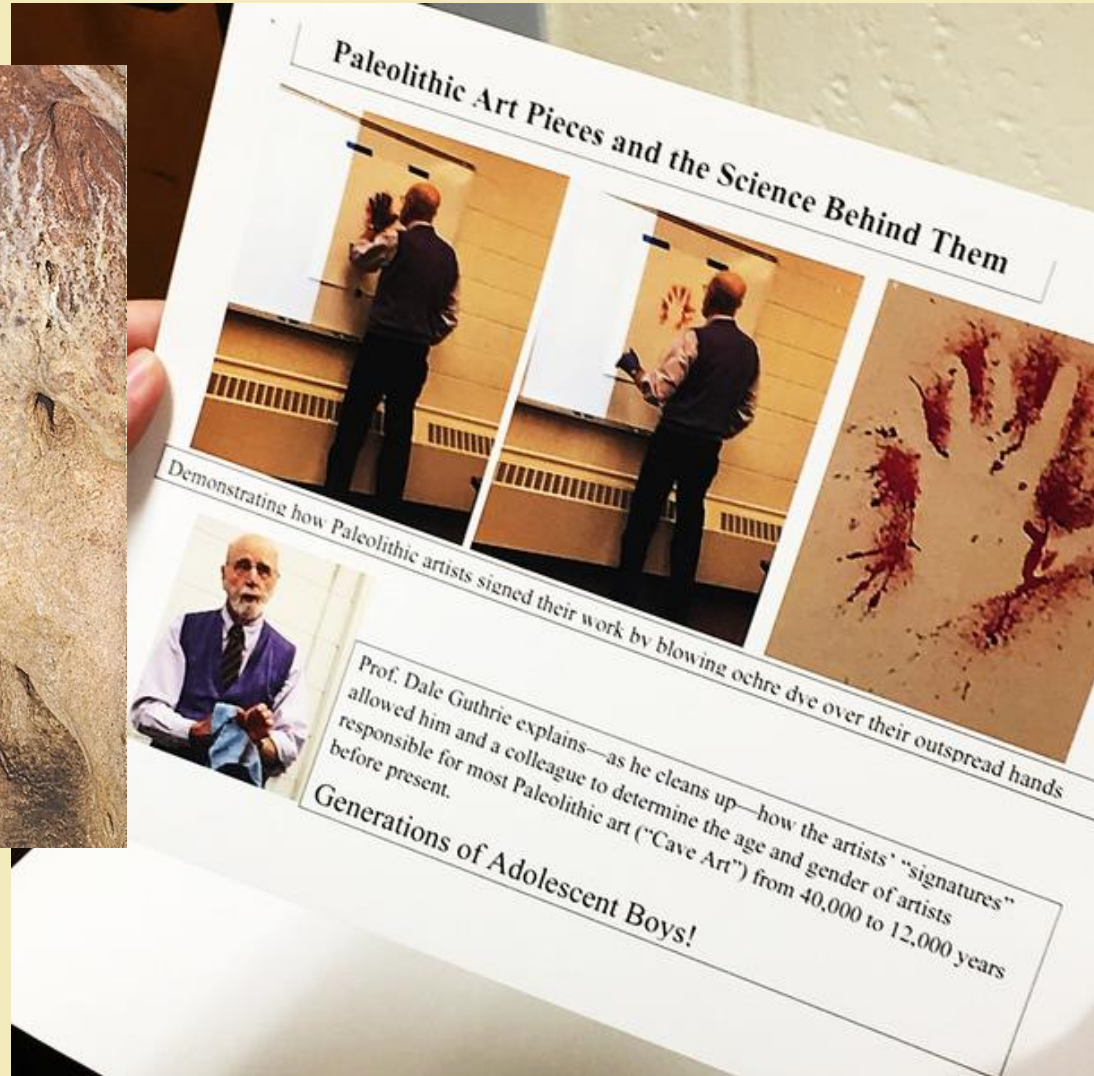 Paleolithic Art Pieces and the Science Behind Them
Demonstrating how Paleolithic artists signed their work by blowing ochre dye over their outspread hands
Prof. Dale Guthrie explains—as he cleans up—how the artists' "signatures"
allowed him and a colleague to determine the age and gender of artists
responsible for most Paleolithic art ("Cave Art") from 40,000 to 12,000 years
before present.
Generations of Adolescent Boys!